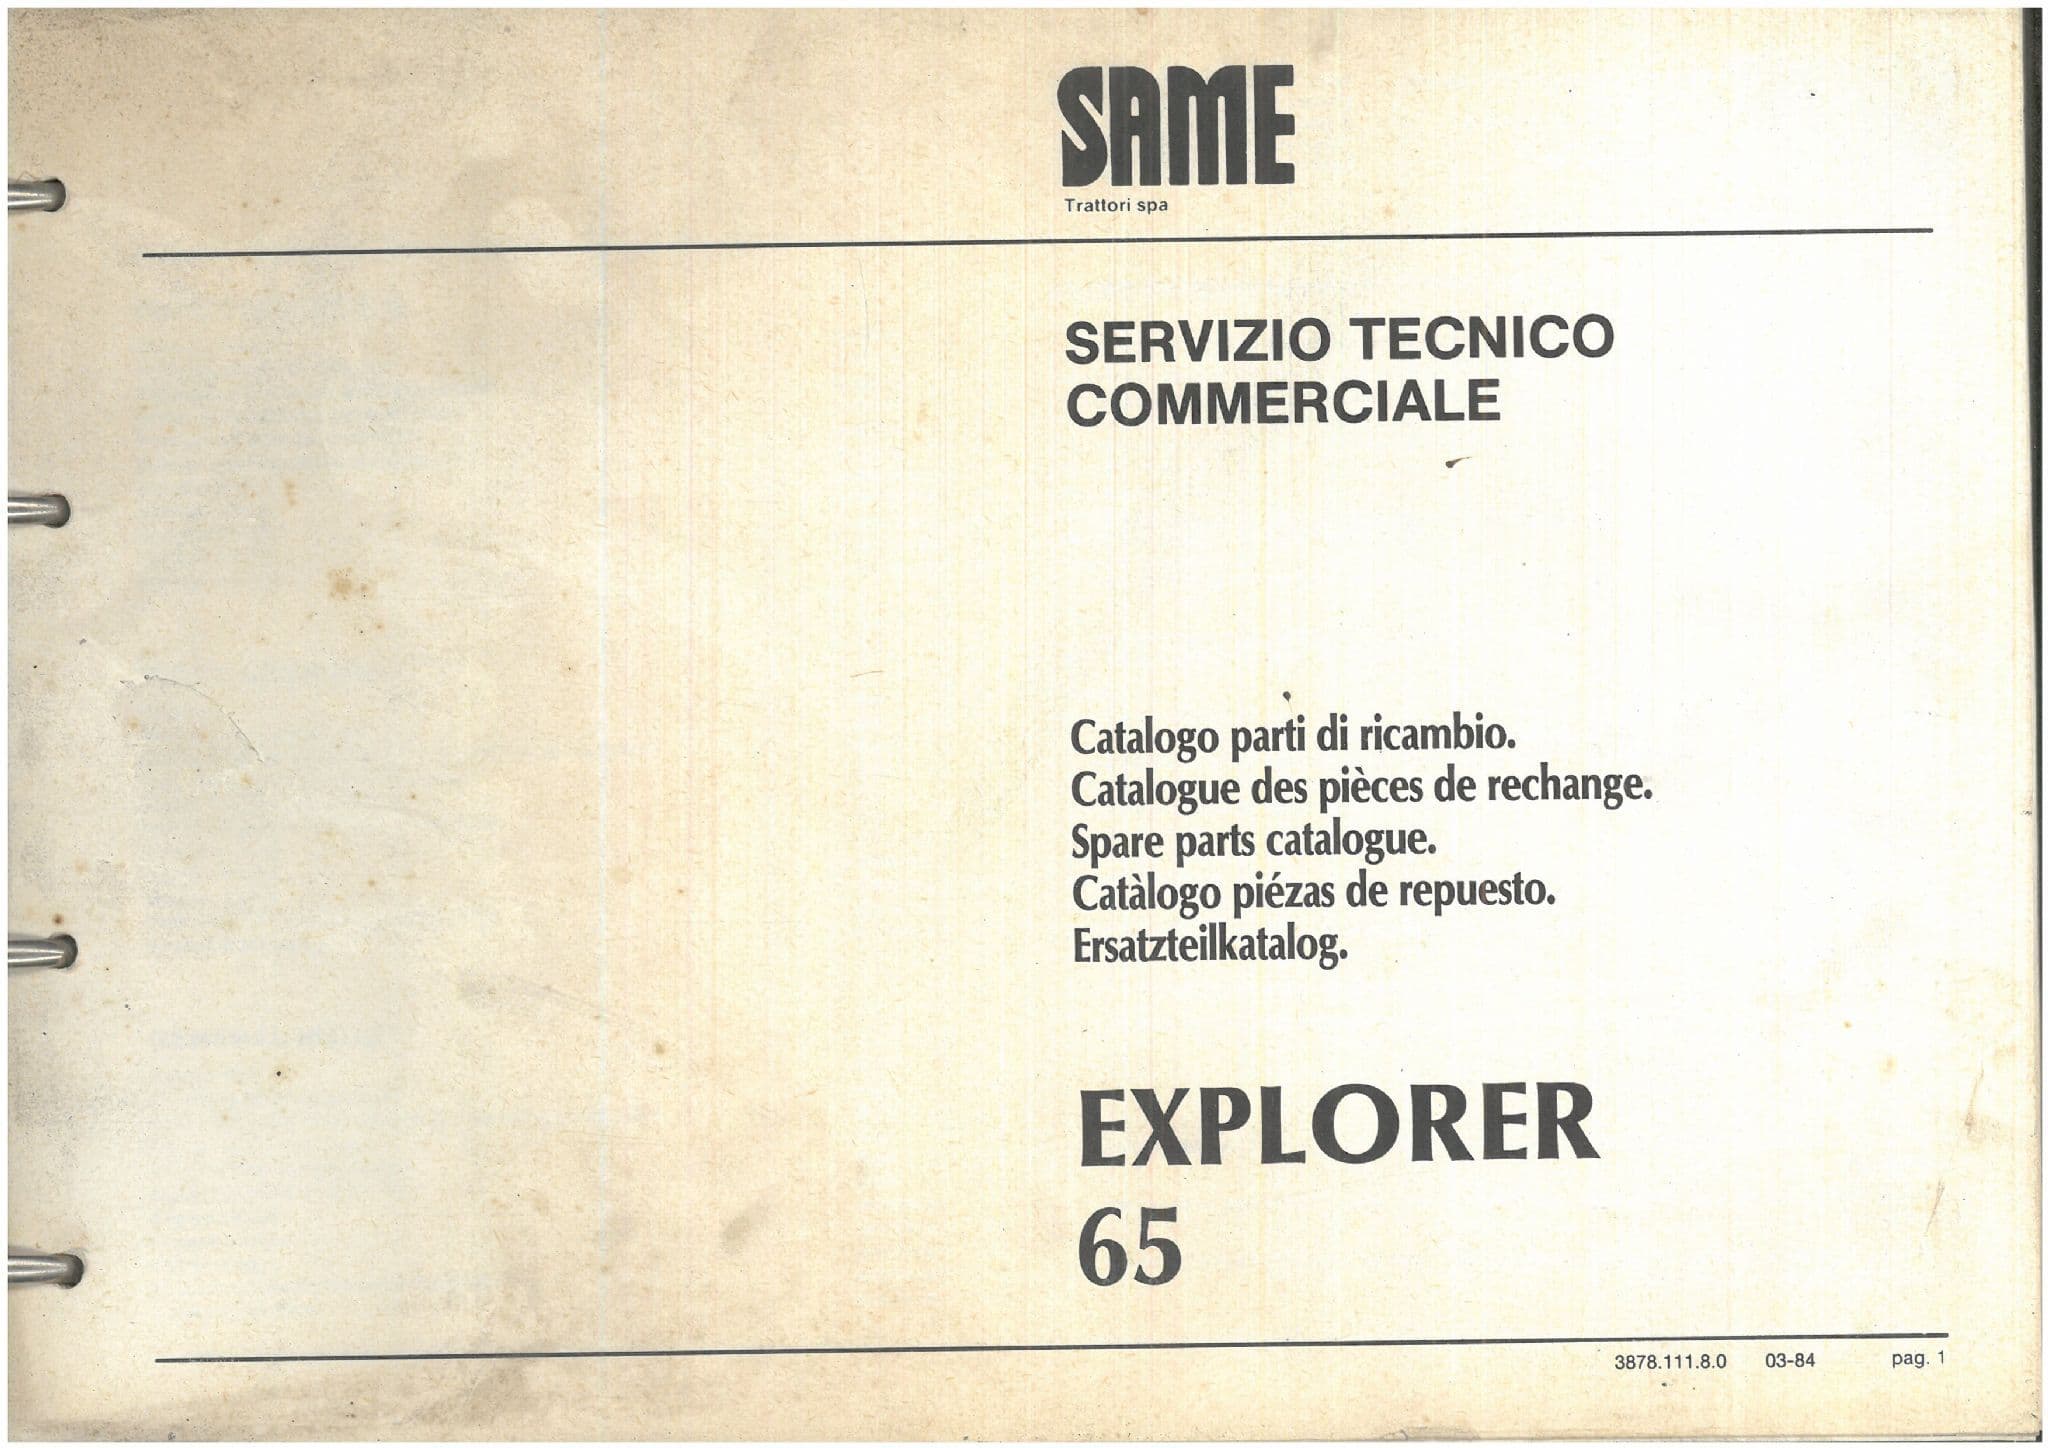 SAME
Trattori spa
SERVIZIO TECNICO
COMMERCIALE
Catalogo parti di ricambio.
Catalogue des pièces de rechange.
Spare parts catalogue.
Catàlogo piézas de repuesto.
Ersatzteilkatalog.
EXPLORER
65
3878.111.8.0 03-84 pag. 1